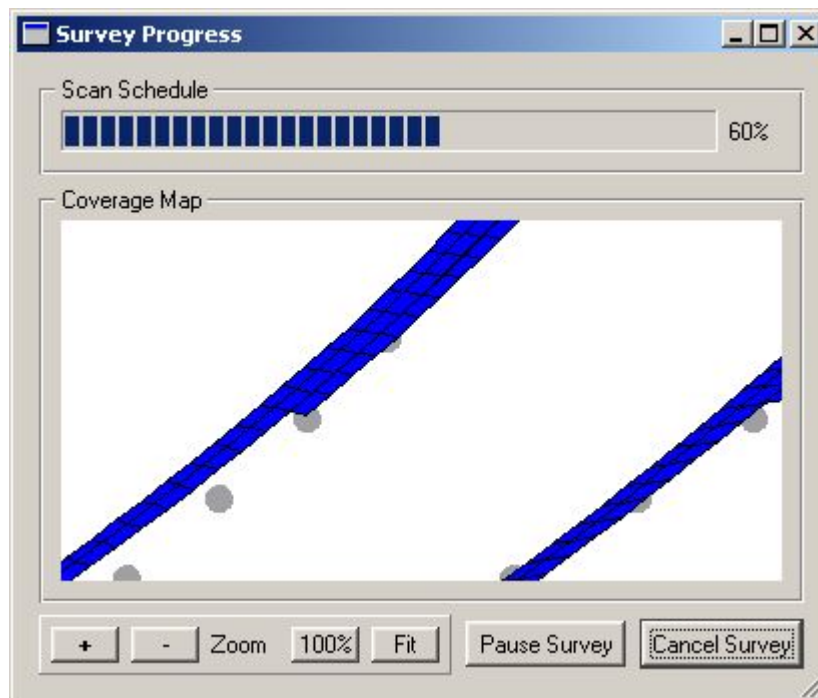 Survey Progress
Scan Schedule
60%
Coverage Map
+ - Zoom 100% Fit Pause Survey Cancel Survey